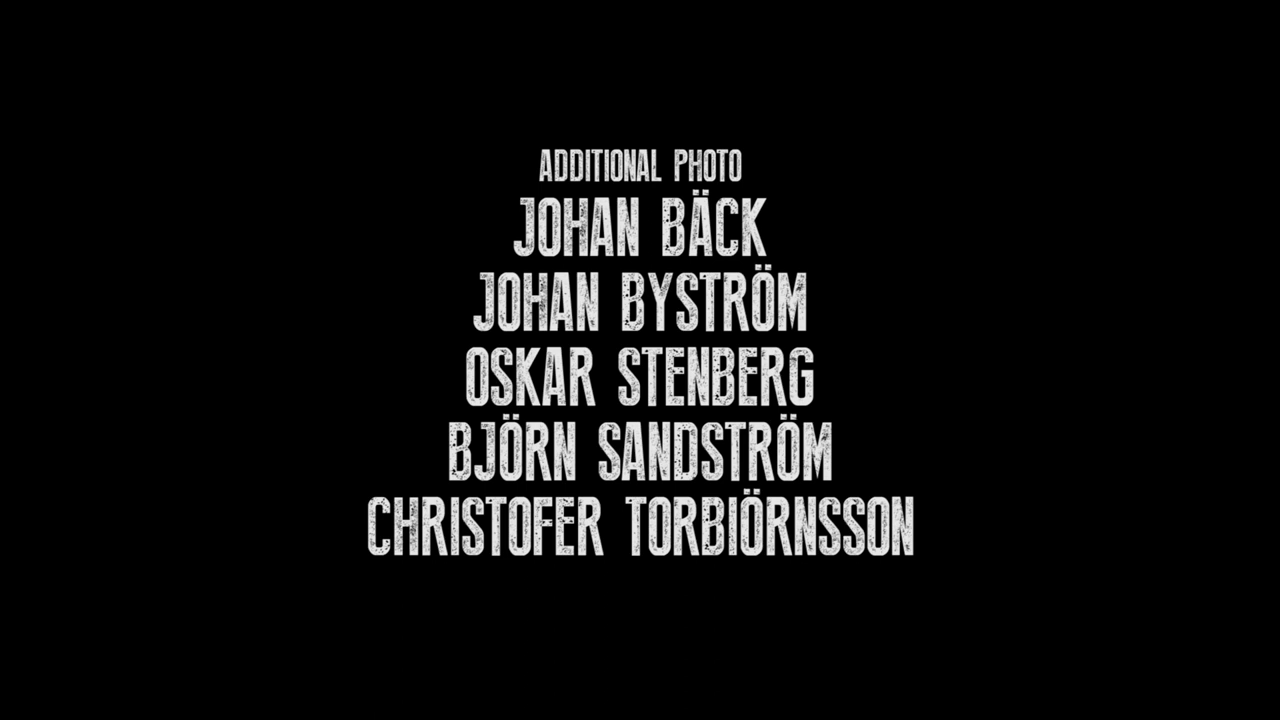 ADDITIONAL PHOTO
JOHAN BÄCK
JOHAN BYSTRÖM
OSKAR STENBERG
BJÖRN SANDSTRÖM
CHRISTOFER TORBIÖRNSSON